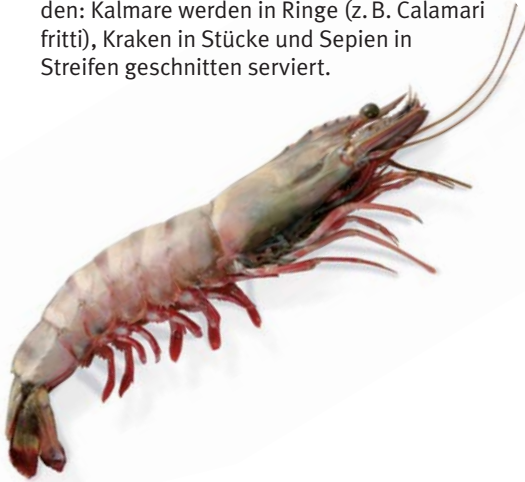 den: Kalmare werden in Ringe (z. B. Calamari
fritti), Kraken in Stücke und Sepien in
Streifen geschnitten serviert.